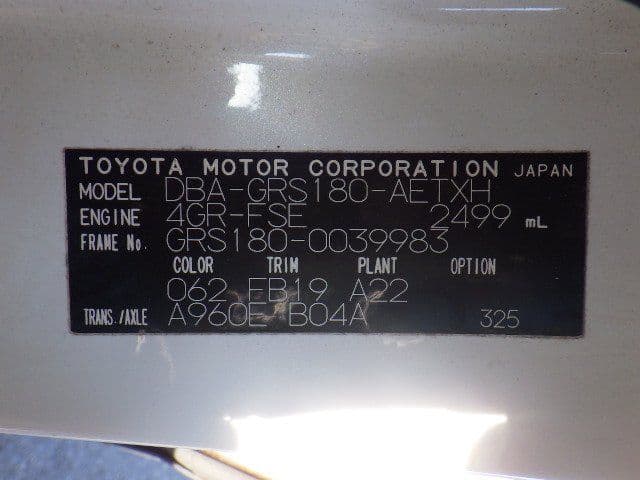 TOYOTA MOTOR CORPORATION JAPAN
MODEL DBA-GRS180-AETXH
ENGINE 4GR-FSE 2499 mL
FRAME No. GRS180-0039983
COLOR TRIM PLANT OPTION
062 FB19 A22
TRANS./AXLE A960E B04A 325